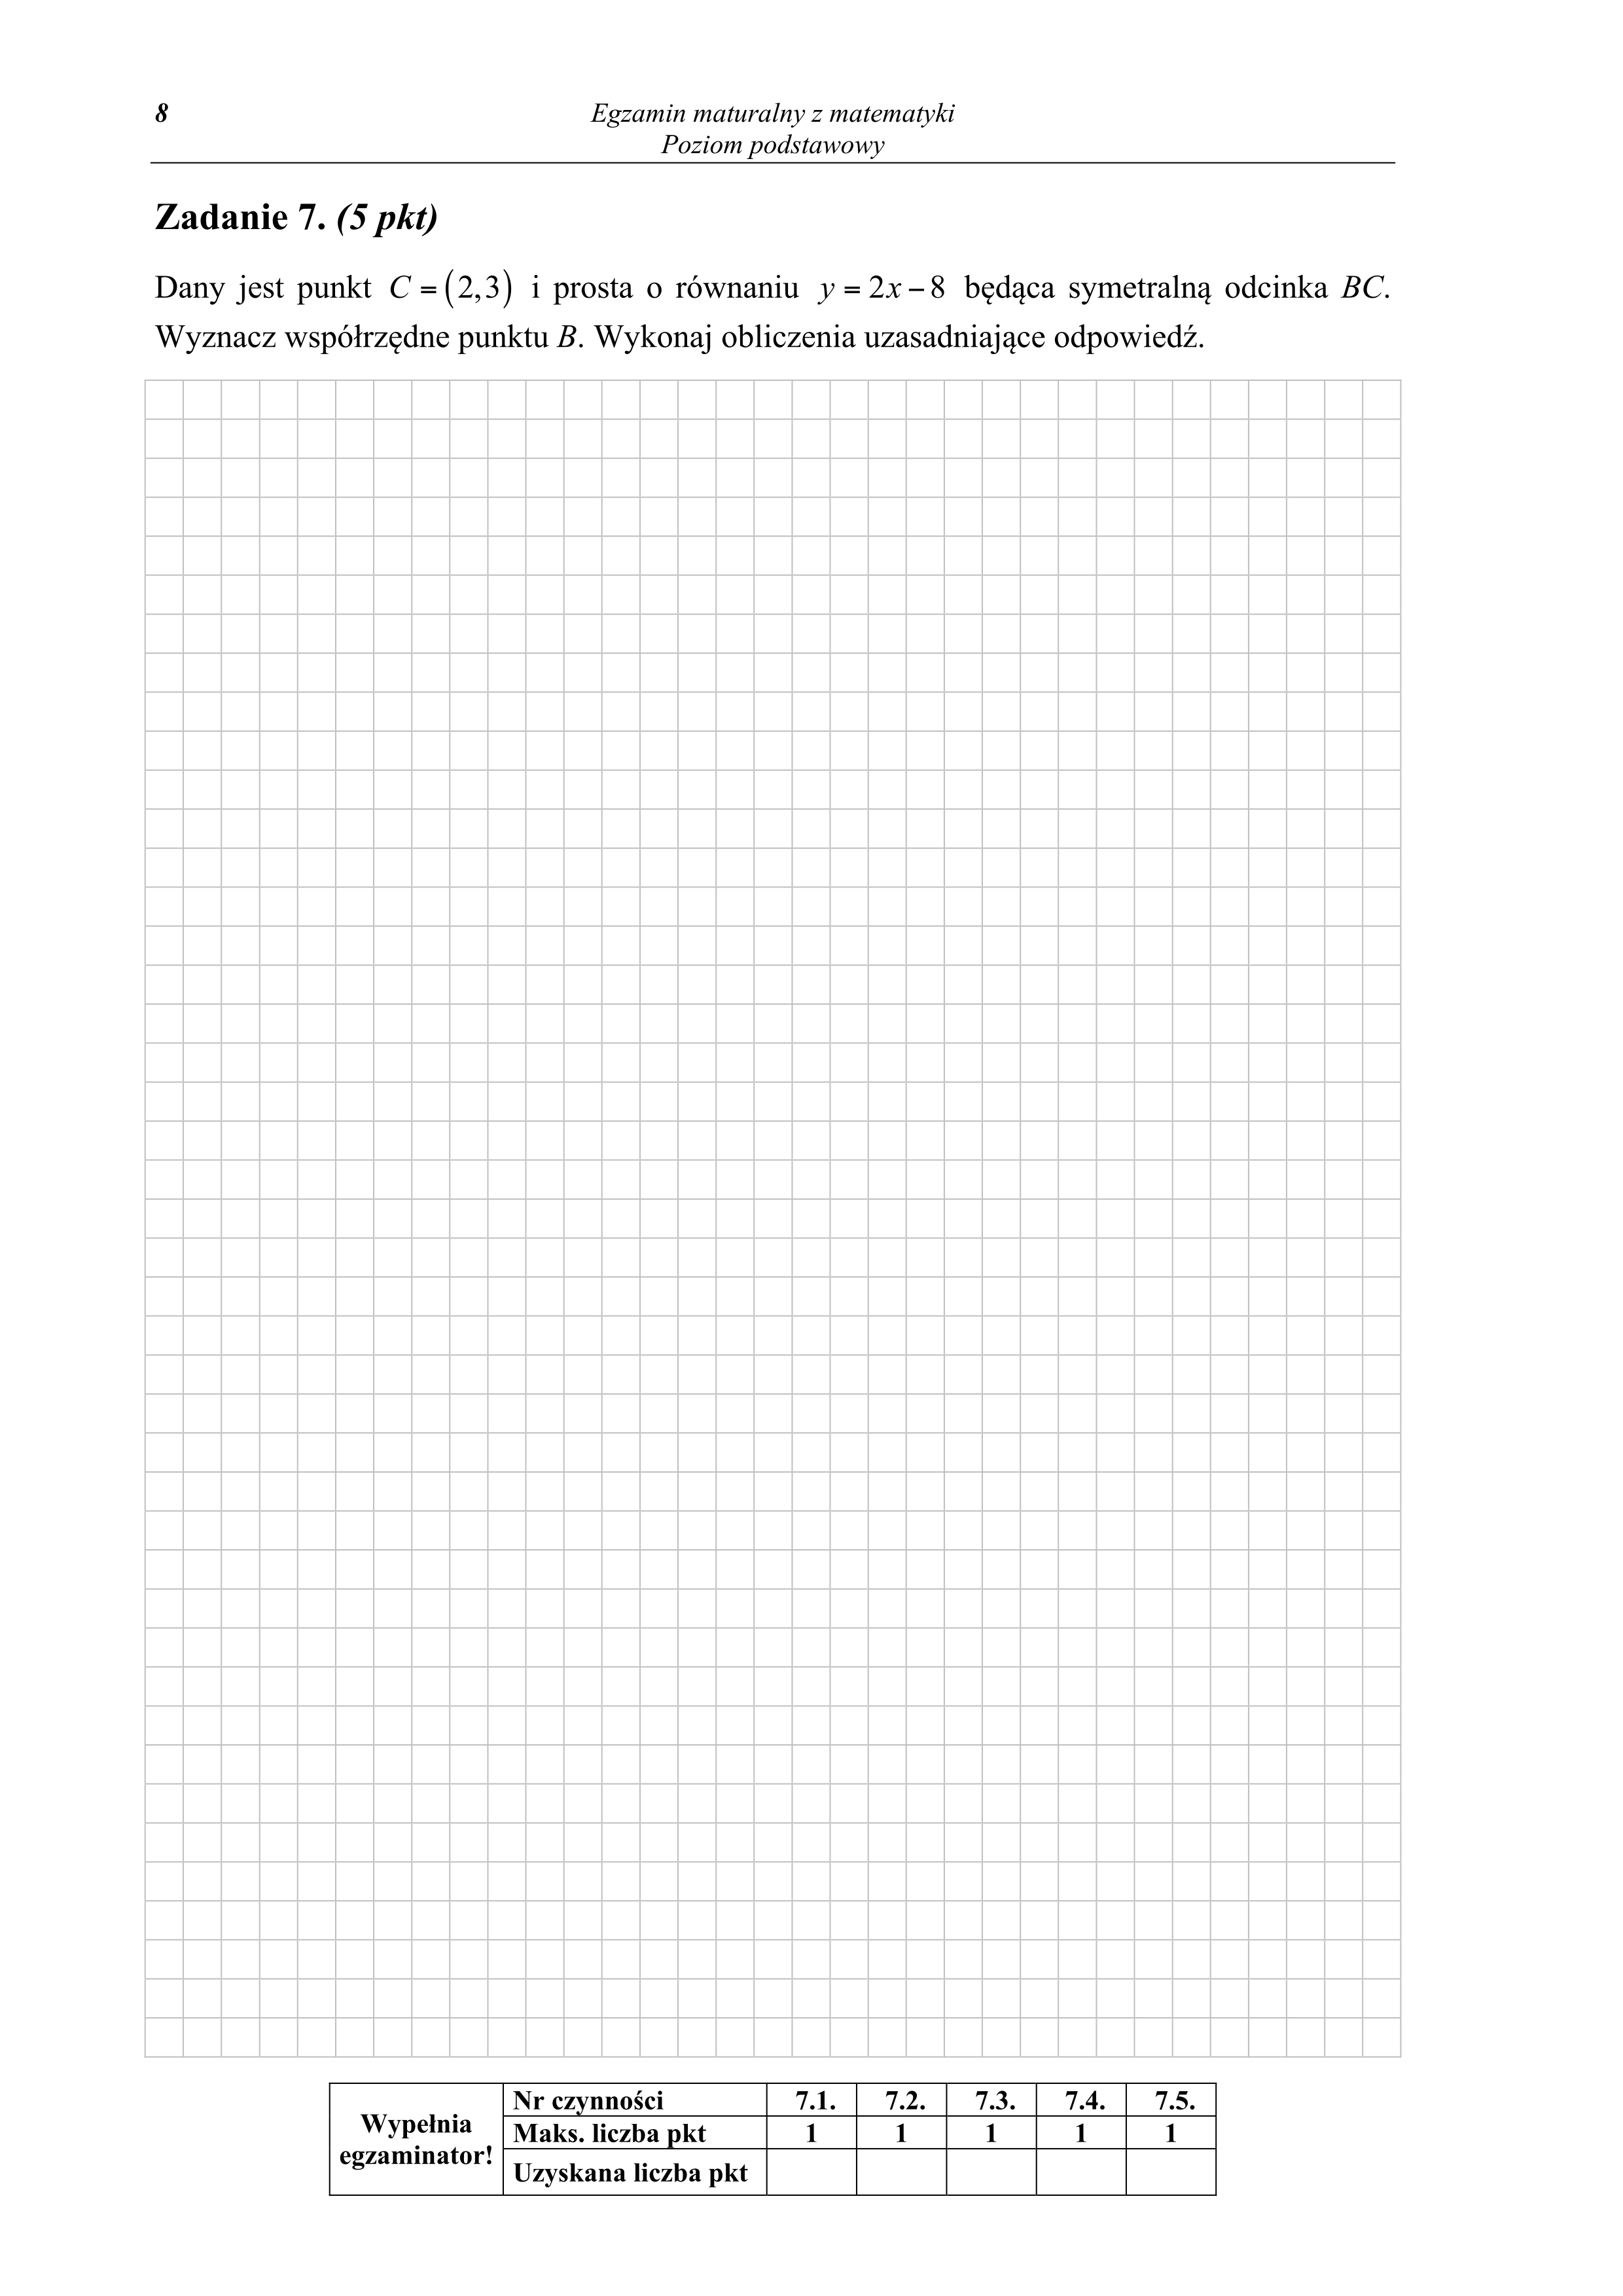 8
Egzamin maturalny z matematyki
Poziom podstawowy
Zadanie 7. (5 pkt)
Dany jest punkt C = (2,3) i prosta o równaniu y = 2x − 8 będąca symetralną odcinka BC.
Wyznacz współrzędne punktu B. Wykonaj obliczenia uzasadniające odpowiedź.
Wypełnia egzaminator!
Nr czynności 7.1. 7.2. 7.3. 7.4. 7.5.
Maks. liczba pkt 1 1 1 1 1
Uzyskana liczba pkt